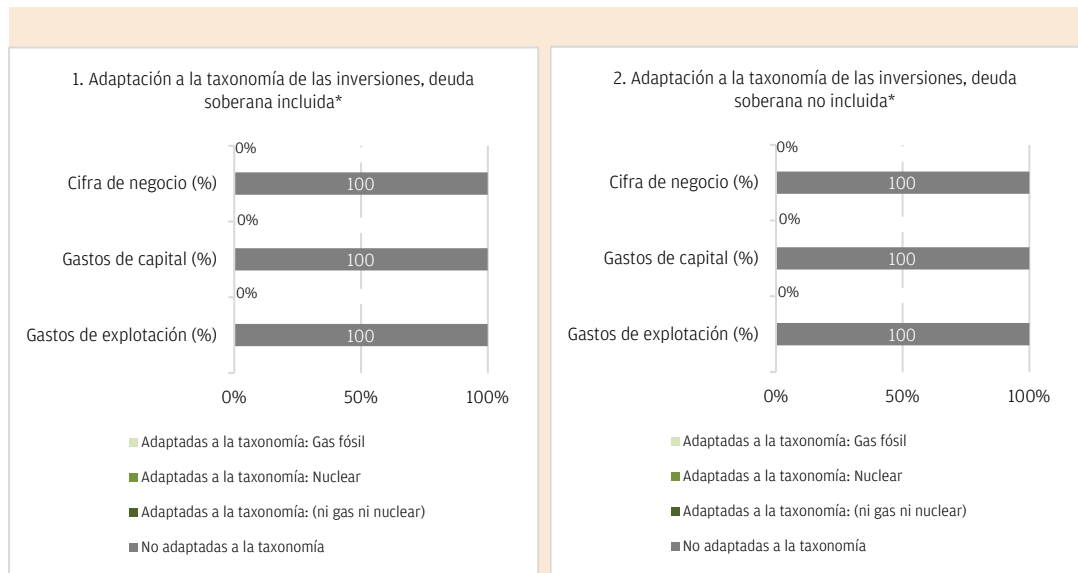 1. Adaptación a la taxonomía de las inversiones, deuda
soberana incluida*
0%
Cifra de negocio (%)
100
0%
Gastos de capital (%)
100
0%
Gastos de explotación (%)
100
0%
50%
100%
Adaptadas a la taxonomía: Gas fósil
Adaptadas a la taxonomía: Nuclear
Adaptadas a la taxonomía: (ni gas ni nuclear)
No adaptadas a la taxonomía
2. Adaptación a la taxonomía de las inversiones, deuda
soberana no incluida*
0%
Cifra de negocio (%)
100
0%
Gastos de capital (%)
100
0%
Gastos de explotación (%)
100
0%
50%
100%
Adaptadas a la taxonomía: Gas fósil
Adaptadas a la taxonomía: Nuclear
Adaptadas a la taxonomía: (ni gas ni nuclear)
No adaptadas a la taxonomía